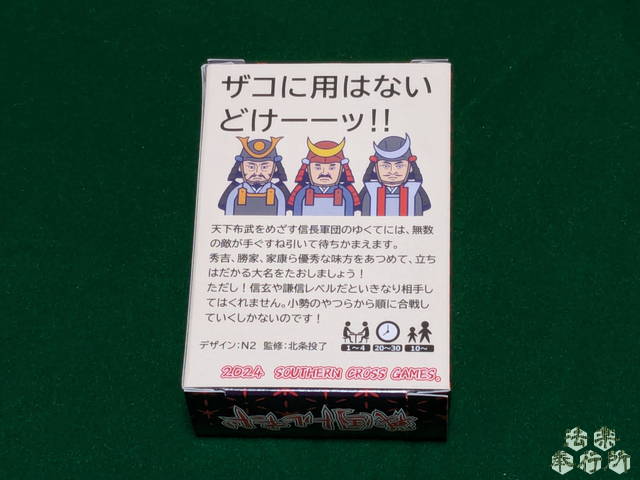 ザコに用はない
どけーーッ!!
天下布武をめざす信長軍団のゆくてには、無数
の敵が手ぐすね引いて待ちかまえます。
秀吉、勝家、家康ら優秀な味方をあつめて、立ち
はだかる大名をたおしましょう！
ただし！信玄や謙信レベルだといきなり相手し
てはくれません。小勢のやつらから順に合戦し
ていくしかないのです！
デザイン：N2 監修：北条投了
1～4 20～30 10～
2024 SOUTHERN CROSS GAMES.
法楽
奉行所